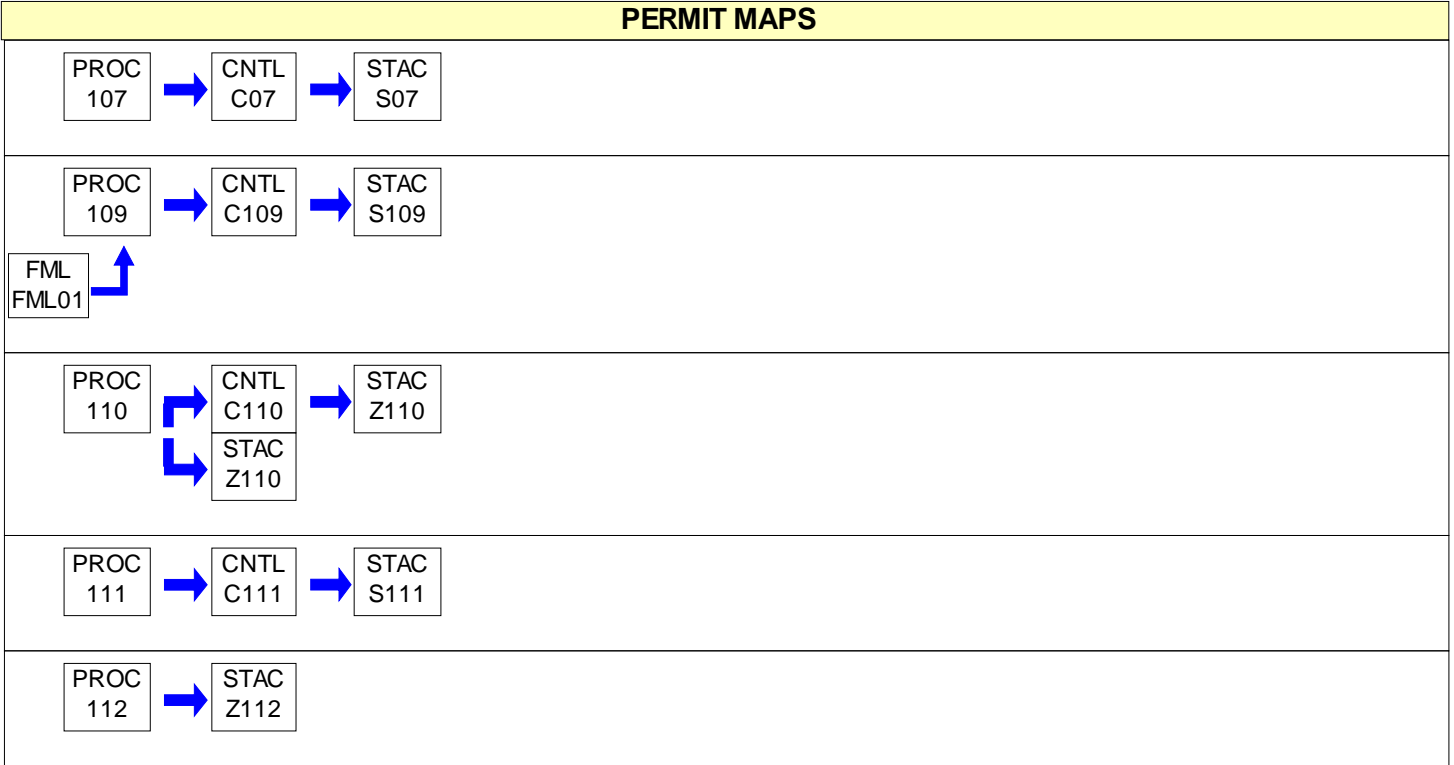 PERMIT MAPS
PROC
107
CNTL
C07
STAC
S07
PROC
109
CNTL
C109
STAC
S109
FML
FML01
PROC
110
CNTL
C110
STAC
Z110
STAC
Z110
PROC
111
CNTL
C111
STAC
S111
PROC
112
STAC
Z112